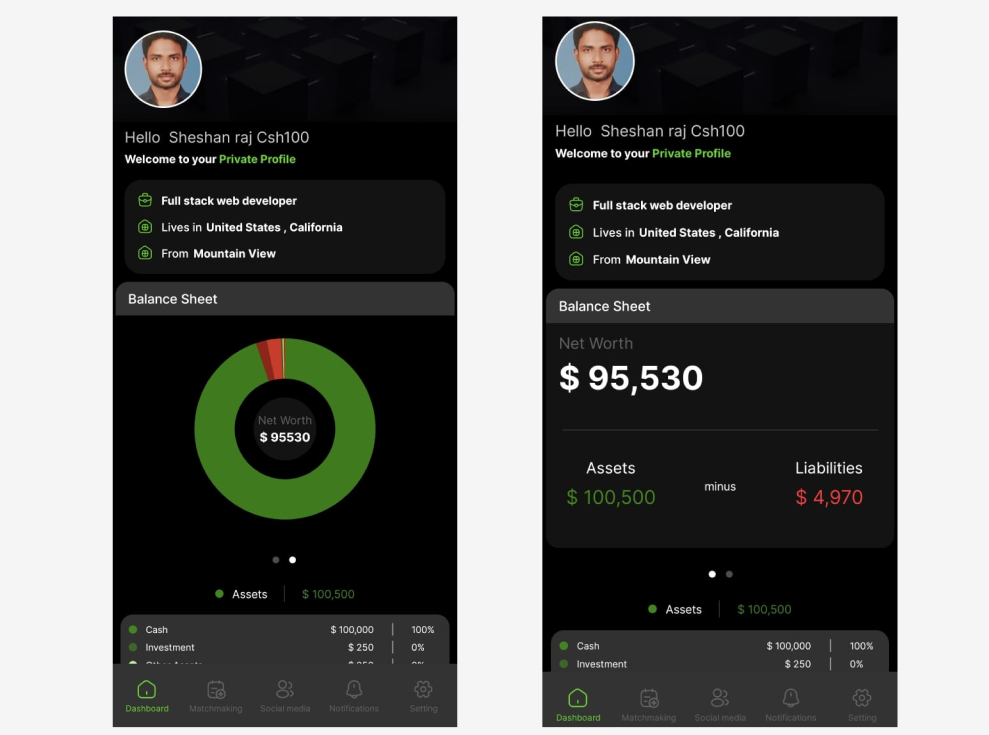 Hello Sheshan raj Csh100
Welcome to your Private Profile
Full stack web developer
Lives in United States , California
From Mountain View
Balance Sheet
Net Worth
$ 95530
Assets $ 100,500
Cash $ 100,000 100%
Investment $ 250 0%
Other Assets $ 250 0%
Dashboard Matchmaking Social media Notifications Setting
Hello Sheshan raj Csh100
Welcome to your Private Profile
Full stack web developer
Lives in United States , California
From Mountain View
Balance Sheet
Net Worth
$ 95,530
Assets minus Liabilities
$ 100,500 $ 4,970
Assets $ 100,500
Cash $ 100,000 100%
Investment $ 250 0%
Dashboard Matchmaking Social media Notifications Setting